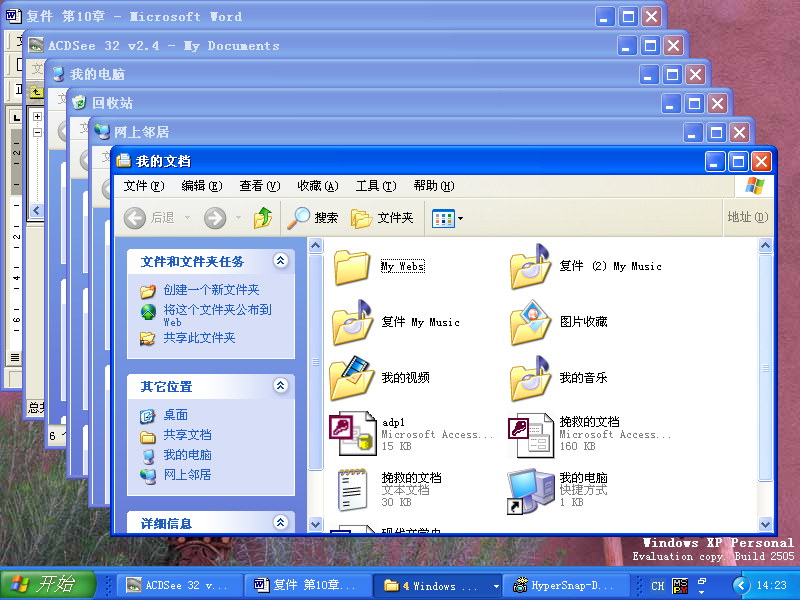 复件 第10章 - Microsoft Word
ACDSee 32 v2.4 - My Documents
我的电脑
回收站
网上邻居
我的文档
文件(F) 编辑(E) 查看(V) 收藏(A) 工具(T) 帮助(H)
后退 搜索 文件夹 地址(D)
文件和文件夹任务
创建一个新文件夹
将这个文件夹公布到
Web
共享此文件夹
其它位置
桌面
共享文档
我的电脑
网上邻居
详细信息
My Webs
复件 (2) My Music
复件 My Music
图片收藏
我的视频
我的音乐
adp1
Microsoft Access...
15 KB
挽救的文档
Microsoft Access...
160 KB
挽救的文档
文本文档
30 KB
我的电脑
快捷方式
1 KB
Windows XP Personal
Evaluation copy. Build 2505
开始
ACDSee 32 v...
复件 第10章...
4 Windows ...
HyperSnap-D...
CH
14:23